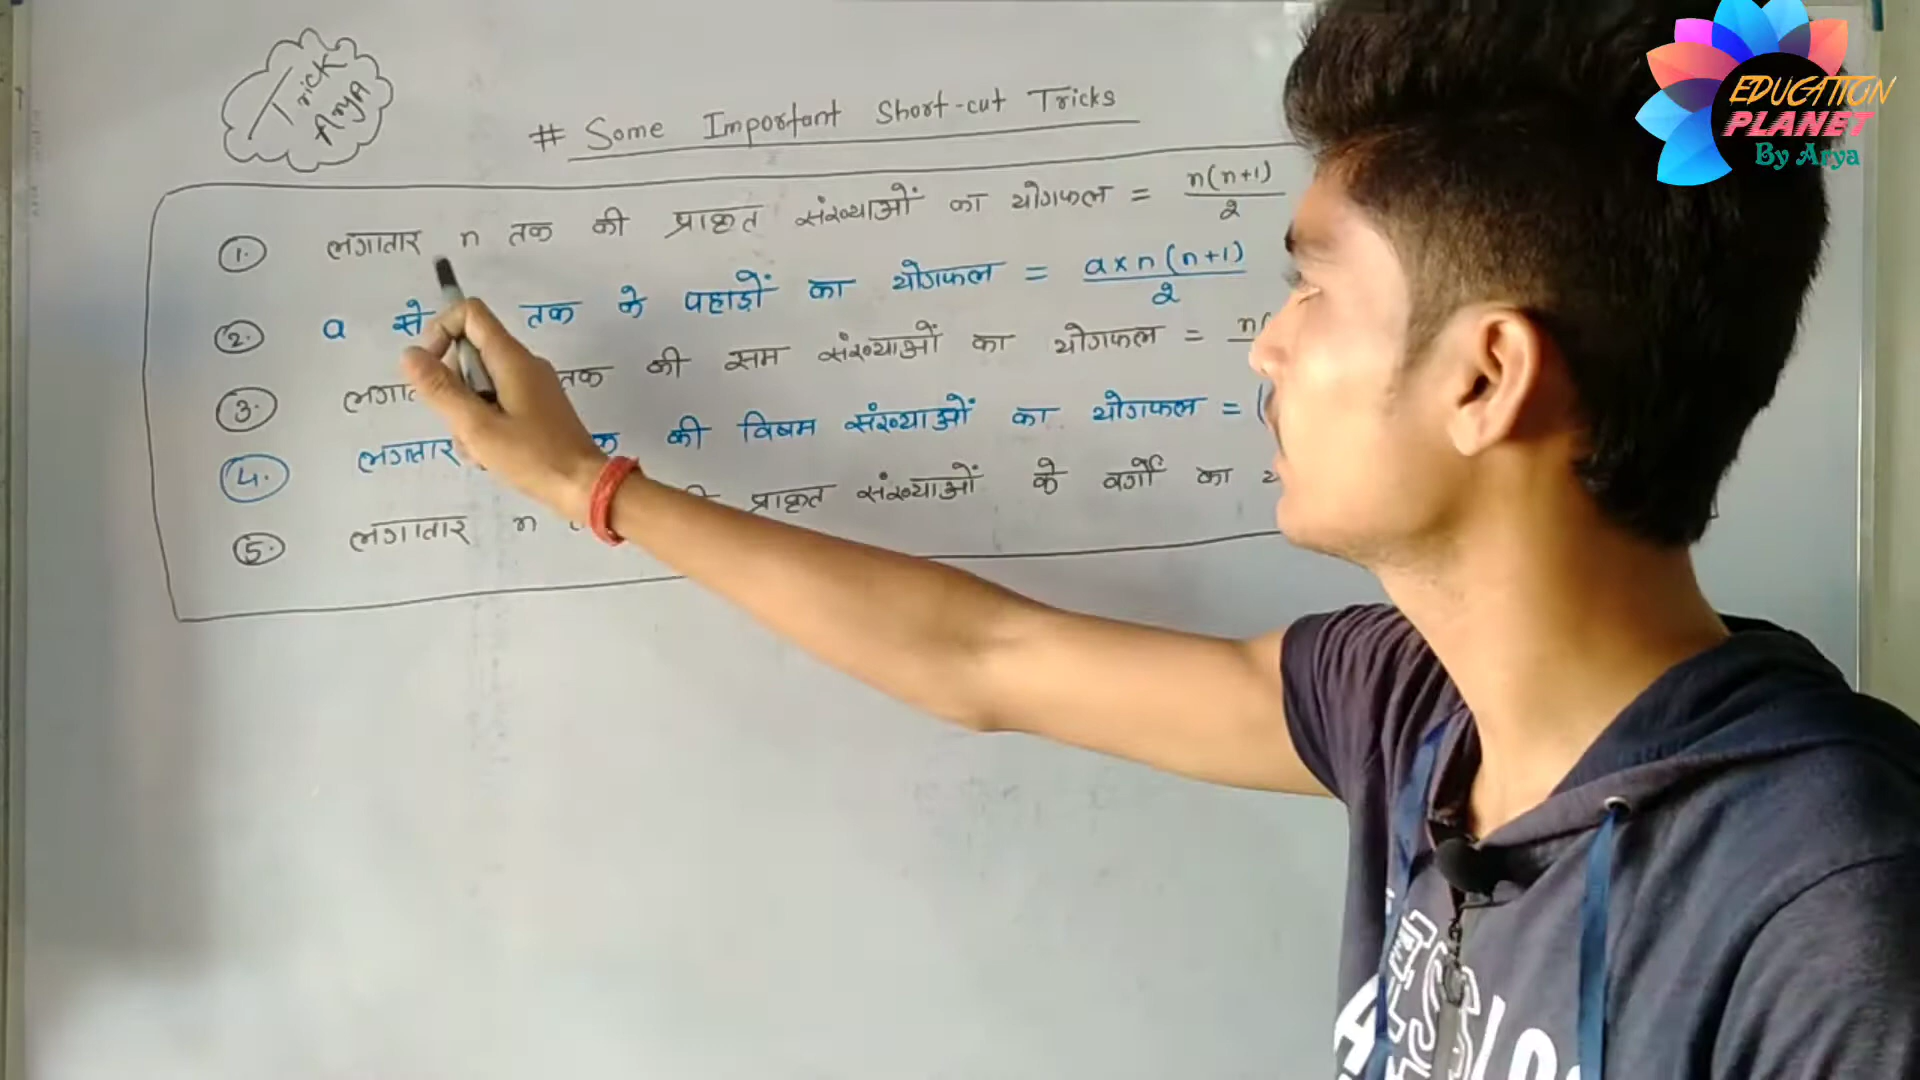 Trick
Arya
# Some Important Short-cut Tricks
EDUCATION
PLANET
By Arya
1. लगातार n तक की प्राकृत संख्याओं का योगफल = n(n+1)/2
2. a से तक के पहाड़ों का योगफल = a×n(n+1)/2
3. तक की सम संख्याओं का योगफल =
4. लगातार की विषम संख्याओं का योगफल = (
5. लगातार n प्राकृत संख्याओं के वर्गों का